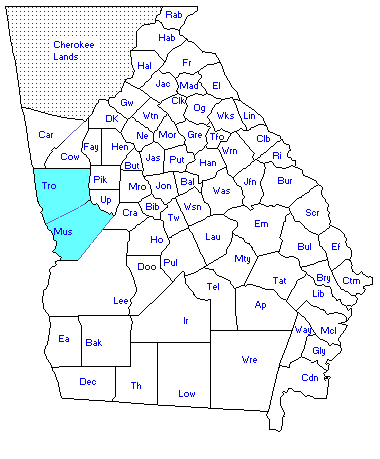 Rab
Cherokee
Lands
Hab
Hal
Fr
Jac
Mad
El
Gw
Clk
Og
DK
Wtn
Wks
Lin
Car
Ne
Mor
Gre
Tfo
Clb
Fay
Hen
Wrn
Cow
But
Jas
Put
Han
Ri
Tro
Pik
Mro
Jon
Bal
Was
Jfn
Bur
Up
Cra
Bib
Tw
Wsn
Scr
Mus
Ho
Lau
Em
Bul
Ef
Doo
Pul
Mty
Tel
Tat
Bry
Ctm
Lee
Ap
Lib
Ir
Way
McI
Ea
Bak
Gly
Wre
Dec
Th
Low
Cdn